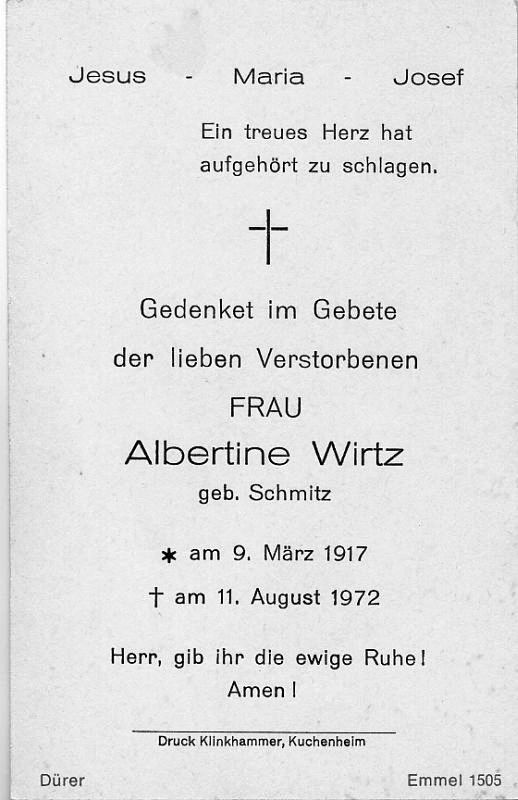 Jesus - Maria - Josef
Ein treues Herz hat
aufgehört zu schlagen.
Gedenket im Gebete
der lieben Verstorbenen
FRAU
Albertine Wirtz
geb. Schmitz
* am 9. März 1917
† am 11. August 1972
Herr, gib ihr die ewige Ruhe!
Amen!
Druck Klinkhammer, Kuchenheim
Dürer Emmel 1505